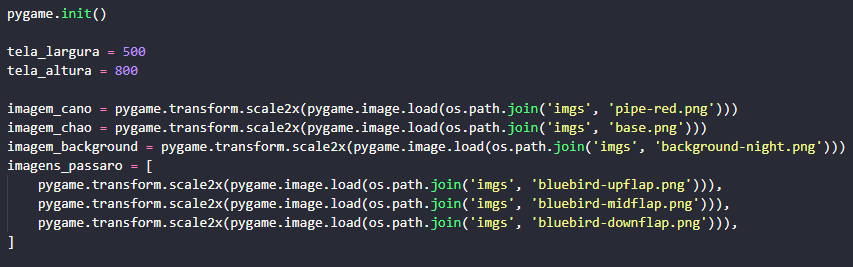 pygame.init()
tela_largura = 500
tela_altura = 800
imagem_cano = pygame.transform.scale2x(pygame.image.load(os.path.join('imgs', 'pipe-red.png')))
imagem_chao = pygame.transform.scale2x(pygame.image.load(os.path.join('imgs', 'base.png')))
imagem_background = pygame.transform.scale2x(pygame.image.load(os.path.join('imgs', 'background-night.png')))
imagens_passaro = [
    pygame.transform.scale2x(pygame.image.load(os.path.join('imgs', 'bluebird-upflap.png'))),
    pygame.transform.scale2x(pygame.image.load(os.path.join('imgs', 'bluebird-midflap.png'))),
    pygame.transform.scale2x(pygame.image.load(os.path.join('imgs', 'bluebird-downflap.png'))),
]